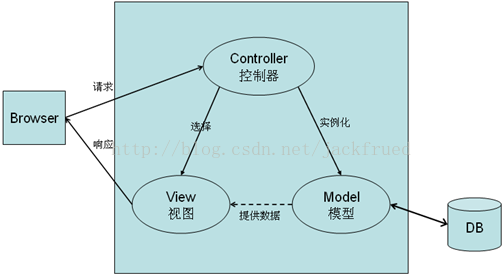 Controller
控制器
请求
Browser
选择
实例化
响应
http://blog.csdn.net/jackfrued
View
视图
提供数据
Model
模型
DB